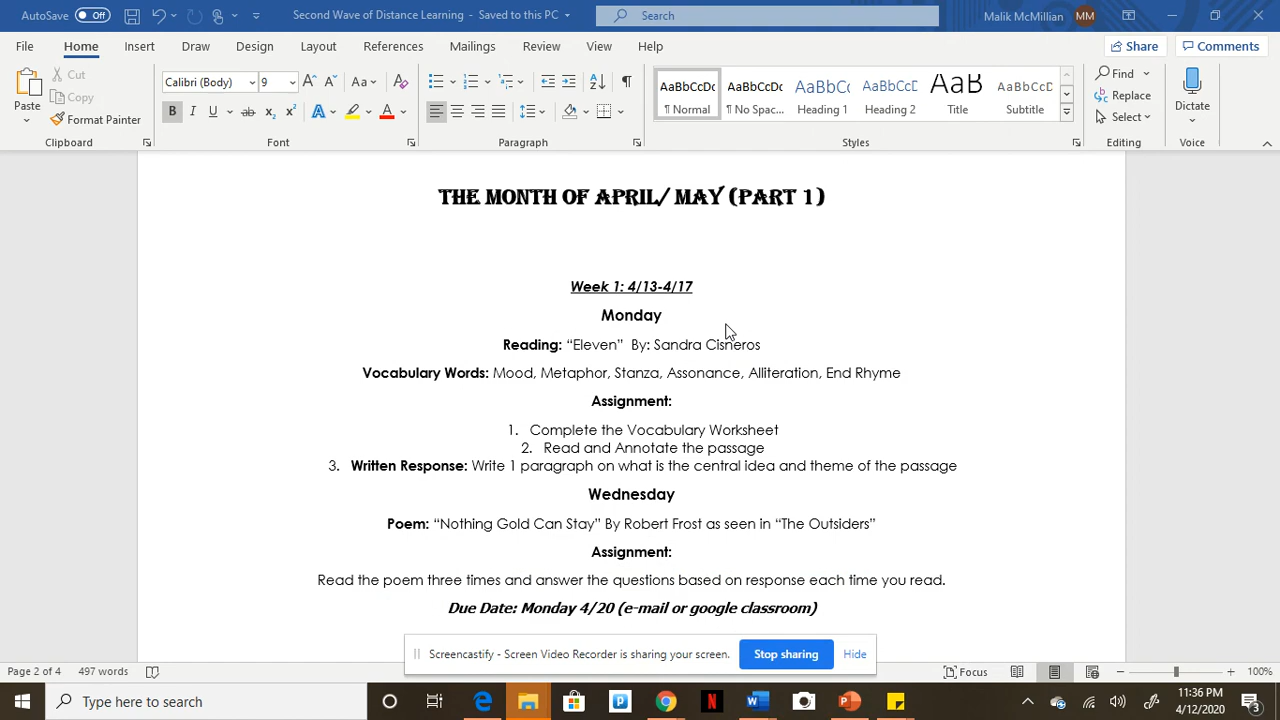 AutoSave Off Second Wave of Distance Learning - Saved to this PC Search Malik McMillian MM
File Home Insert Draw Design Layout References Mailings Review View Help Share Comments
Paste Cut Copy Format Painter Clipboard
Calibri (Body) 9 Aa B I U ab x₂ x² A A Font
Paragraph
AaBbCcDc ¶ Normal AaBbCcDc ¶ No Spac... AaBbCc Heading 1 AaBbCcD Heading 2 AaB Title AaBbCcD Subtitle Styles
Find Replace Select Editing
Dictate Voice
THE MONTH OF APRIL/ MAY (PART 1)
Week 1: 4/13-4/17
Monday
Reading: “Eleven” By: Sandra Cisneros
Vocabulary Words: Mood, Metaphor, Stanza, Assonance, Alliteration, End Rhyme
Assignment:
1. Complete the Vocabulary Worksheet
2. Read and Annotate the passage
3. Written Response: Write 1 paragraph on what is the central idea and theme of the passage
Wednesday
Poem: “Nothing Gold Can Stay” By Robert Frost as seen in “The Outsiders”
Assignment:
Read the poem three times and answer the questions based on response each time you read.
Due Date: Monday 4/20 (e-mail or google classroom)
Screencastify - Screen Video Recorder is sharing your screen. Stop sharing Hide
Page 2 of 4 497 words Focus 100%
Type here to search
11:36 PM
4/12/2020
3